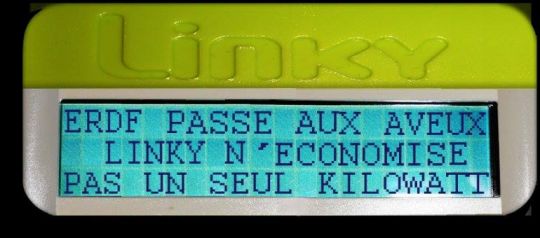 Linky
ERDF PASSE AUX AVEUX
LINKY N'ECONOMISE
PAS UN SEUL KILOWATT